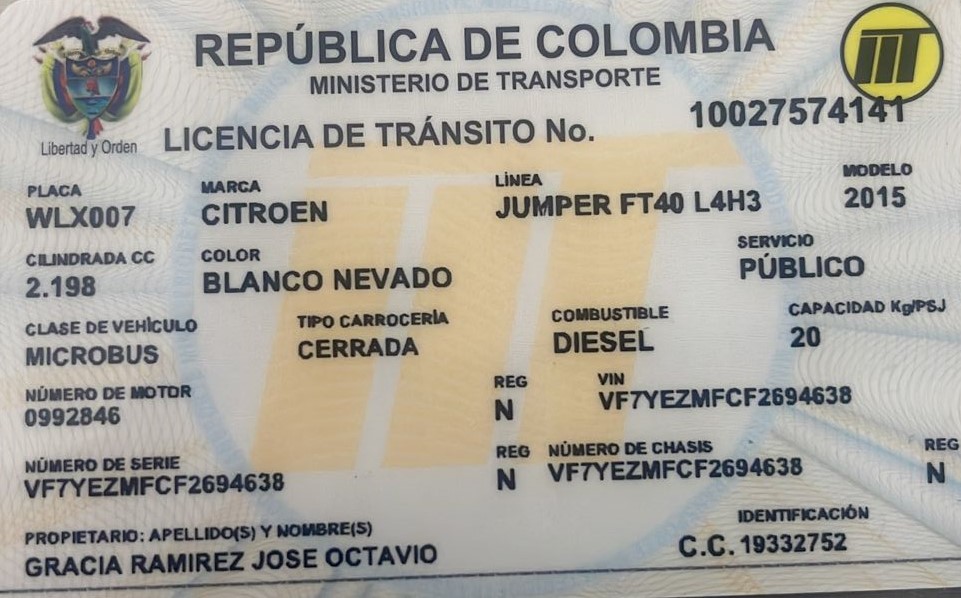 REPÚBLICA DE COLOMBIA
MINISTERIO DE TRANSPORTE
Libertad y Orden
LICENCIA DE TRÁNSITO No. 10027574141
PLACA MARCA LÍNEA MODELO
WLX007 CITROEN JUMPER FT40 L4H3 2015
CILINDRADA CC COLOR SERVICIO
2.198 BLANCO NEVADO PÚBLICO
CLASE DE VEHÍCULO TIPO CARROCERÍA COMBUSTIBLE CAPACIDAD Kg/PSJ
MICROBUS CERRADA DIESEL 20
NÚMERO DE MOTOR REG VIN
0992846 N VF7YEZMFCF2694638
NÚMERO DE SERIE REG NÚMERO DE CHASIS REG
VF7YEZMFCF2694638 N VF7YEZMFCF2694638 N
PROPIETARIO: APELLIDO(S) Y NOMBRE(S) IDENTIFICACIÓN
GRACIA RAMIREZ JOSE OCTAVIO C.C. 19332752